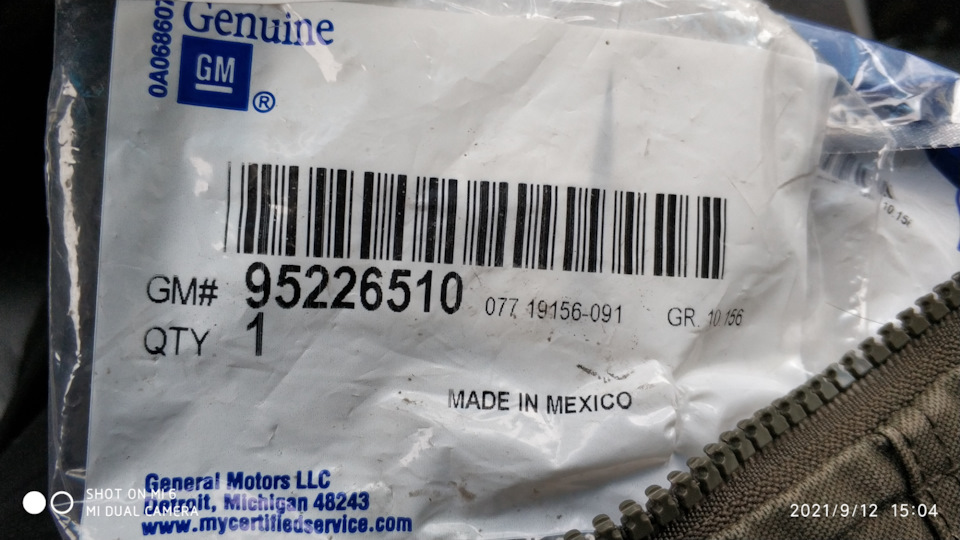 Genuine
0A06860
GM
®
GM# 95226510 077 19156-091 GR. 10.156
QTY 1
MADE IN MEXICO
General Motors LLC
Detroit, Michigan 48243
www.mycertifiedservice.com
SHOT ON MI 6
MI DUAL CAMERA
2021/9/12 15:04